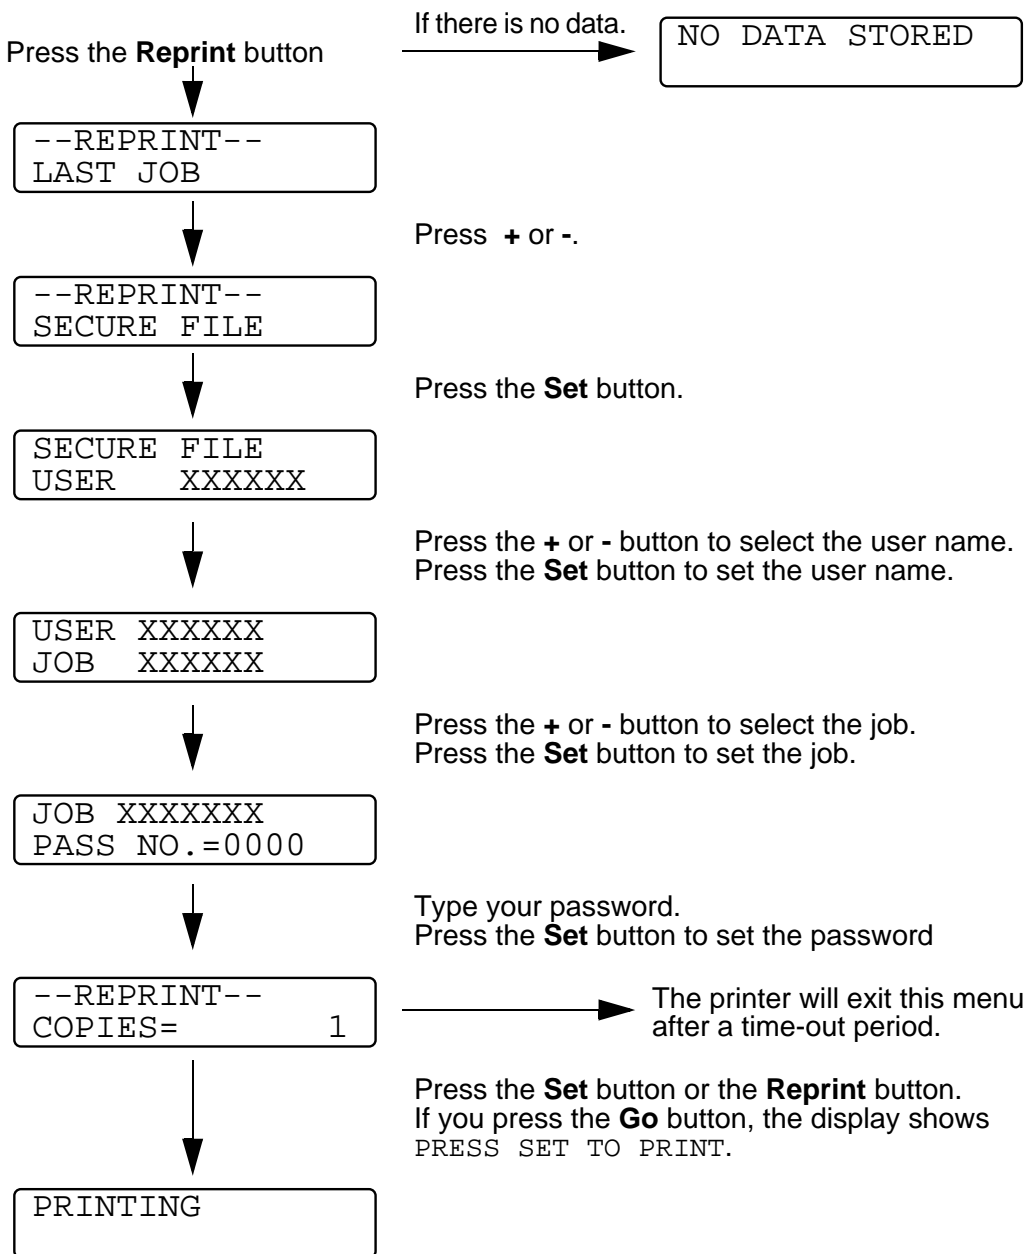 If there is no data.
NO DATA STORED
Press the Reprint button
--REPRINT--
LAST JOB
Press + or -.
--REPRINT--
SECURE FILE
Press the Set button.
SECURE FILE
USER XXXXXX
Press the + or - button to select the user name.
Press the Set button to set the user name.
USER XXXXXX
JOB XXXXXX
Press the + or - button to select the job.
Press the Set button to set the job.
JOB XXXXXXX
PASS NO.=0000
Type your password.
Press the Set button to set the password
--REPRINT--
COPIES= 1
The printer will exit this menu
after a time-out period.
Press the Set button or the Reprint button.
If you press the Go button, the display shows
PRESS SET TO PRINT.
PRINTING